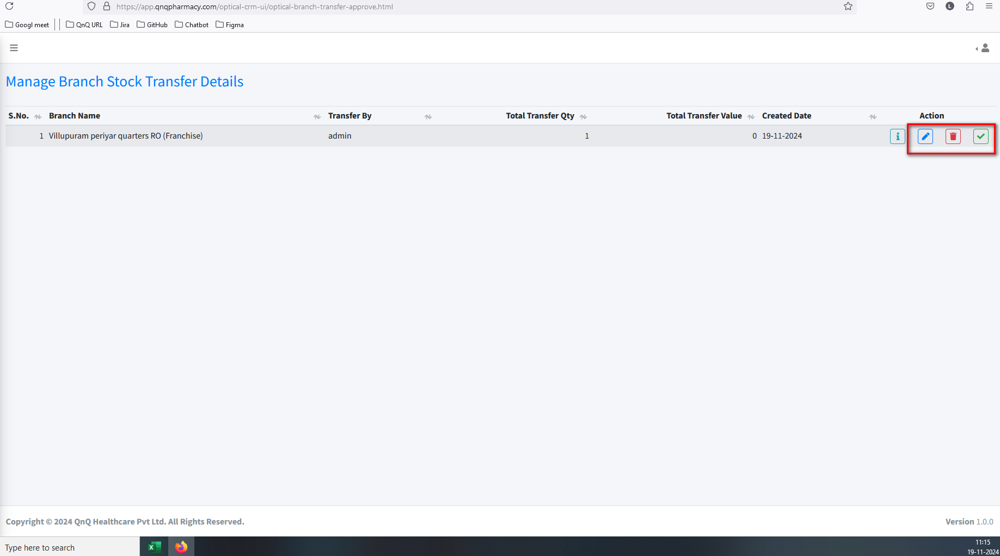 https://app.qnqpharmacy.com/optical-crm-ui/optical-branch-transfer-approve.html
L
Googl meet QnQ URL Jira GitHub Chatbot Figma
Manage Branch Stock Transfer Details
S.No. Branch Name Transfer By Total Transfer Qty Total Transfer Value Created Date Action
1 Villupuram periyar quarters RO (Franchise) admin 1 0 19-11-2024
Copyright © 2024 QnQ Healthcare Pvt Ltd. All Rights Reserved. Version 1.0.0
Type here to search
11:15
19-11-2024